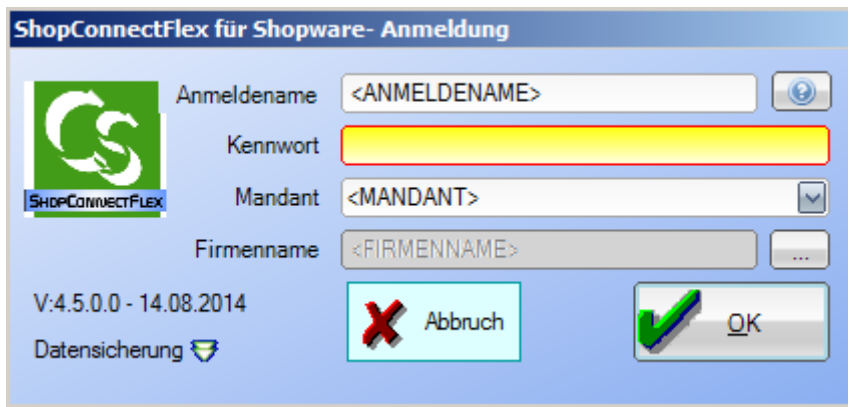 ShopConnectFlex für Shopware- Anmeldung
Anmeldename <ANMELDENAME>
Kennwort
Mandant <MANDANT>
Firmenname <FIRMENNAME> ...
CS
SHOPCONNECTFLEX
V:4.5.0.0 - 14.08.2014
Datensicherung
Abbruch
OK